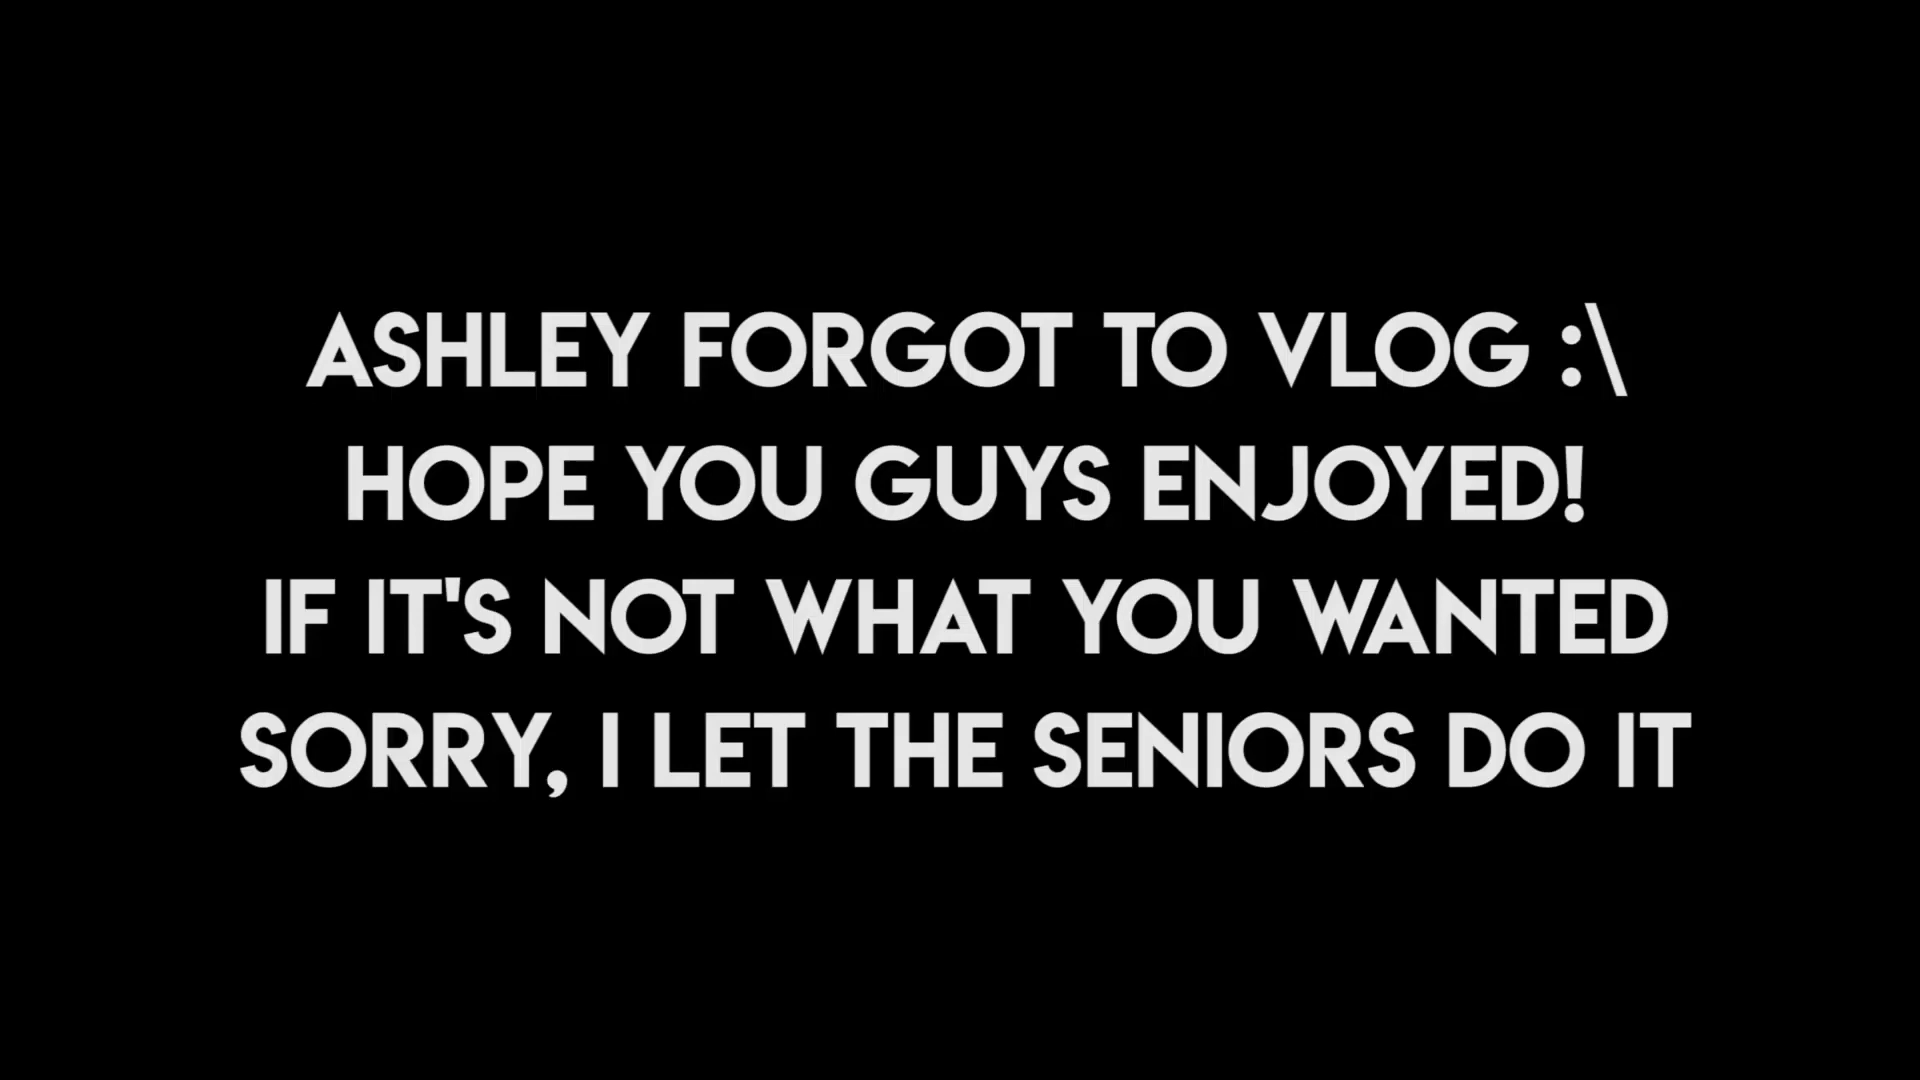 ASHLEY FORGOT TO VLOG :\
HOPE YOU GUYS ENJOYED!
IF IT'S NOT WHAT YOU WANTED
SORRY, I LET THE SENIORS DO IT